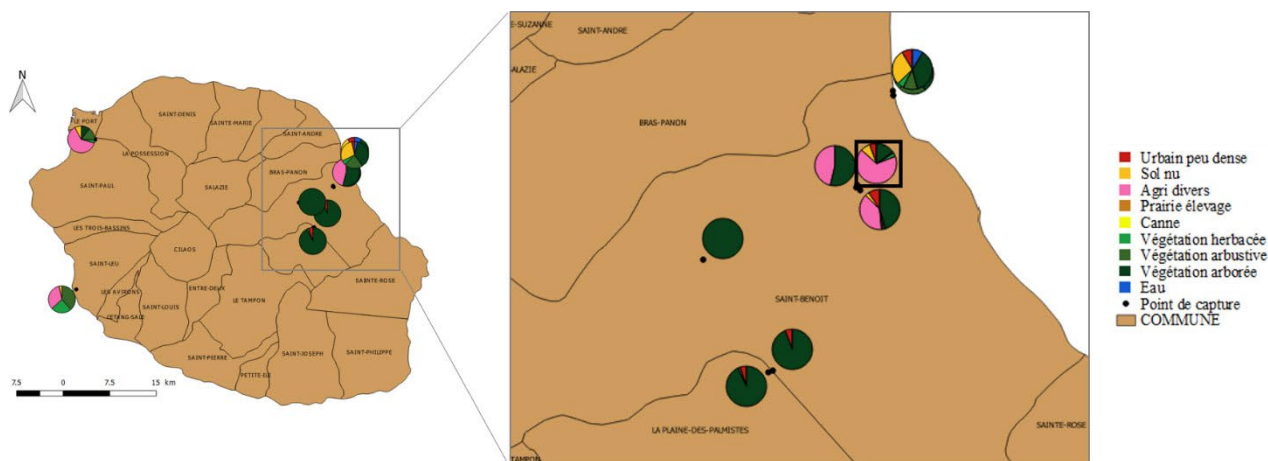 N
LE PORT
SAINT-DENIS
SAINTE-MARIE
SAINT-ANDRE
LA POSSESSION
BRAS-PANON
SALAZIE
SAINT-PAUL
LES TROIS-BASSINS
CILAOS
SAINT-LEU
SAINTE-ROSE
LES AVIRONS
ENTRE-DEUX
LE TAMPON
L'ETANG-SALE
SAINT-LOUIS
SAINT-PIERRE
SAINT-JOSEPH
SAINT-PHILIPPE
PETITE-ILE
7.5 0 7.5 15 km
E-SUZANNE
SAINT-ANDRE
ALAZIE
BRAS-PANON
SAINT-BENOIT
LA PLAINE-DES-PALMISTES
SAINTE-ROSE
TAMPON
Urbain peu dense
Sol nu
Agri divers
Prairie élevage
Canne
Végétation herbacée
Végétation arbustive
Végétation arborée
Eau
Point de capture
COMMUNE